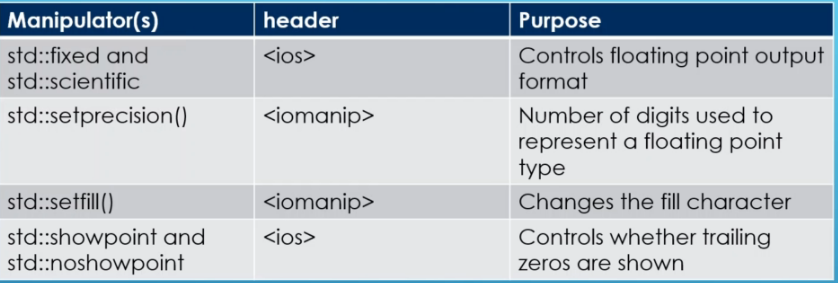 Manipulator(s) header Purpose
std::fixed and <ios> Controls floating point output
std::scientific format
std::setprecision() <iomanip> Number of digits used to
represent a floating point
type
std::setfill() <iomanip> Changes the fill character
std::showpoint and <ios> Controls whether trailing
std::noshowpoint zeros are shown